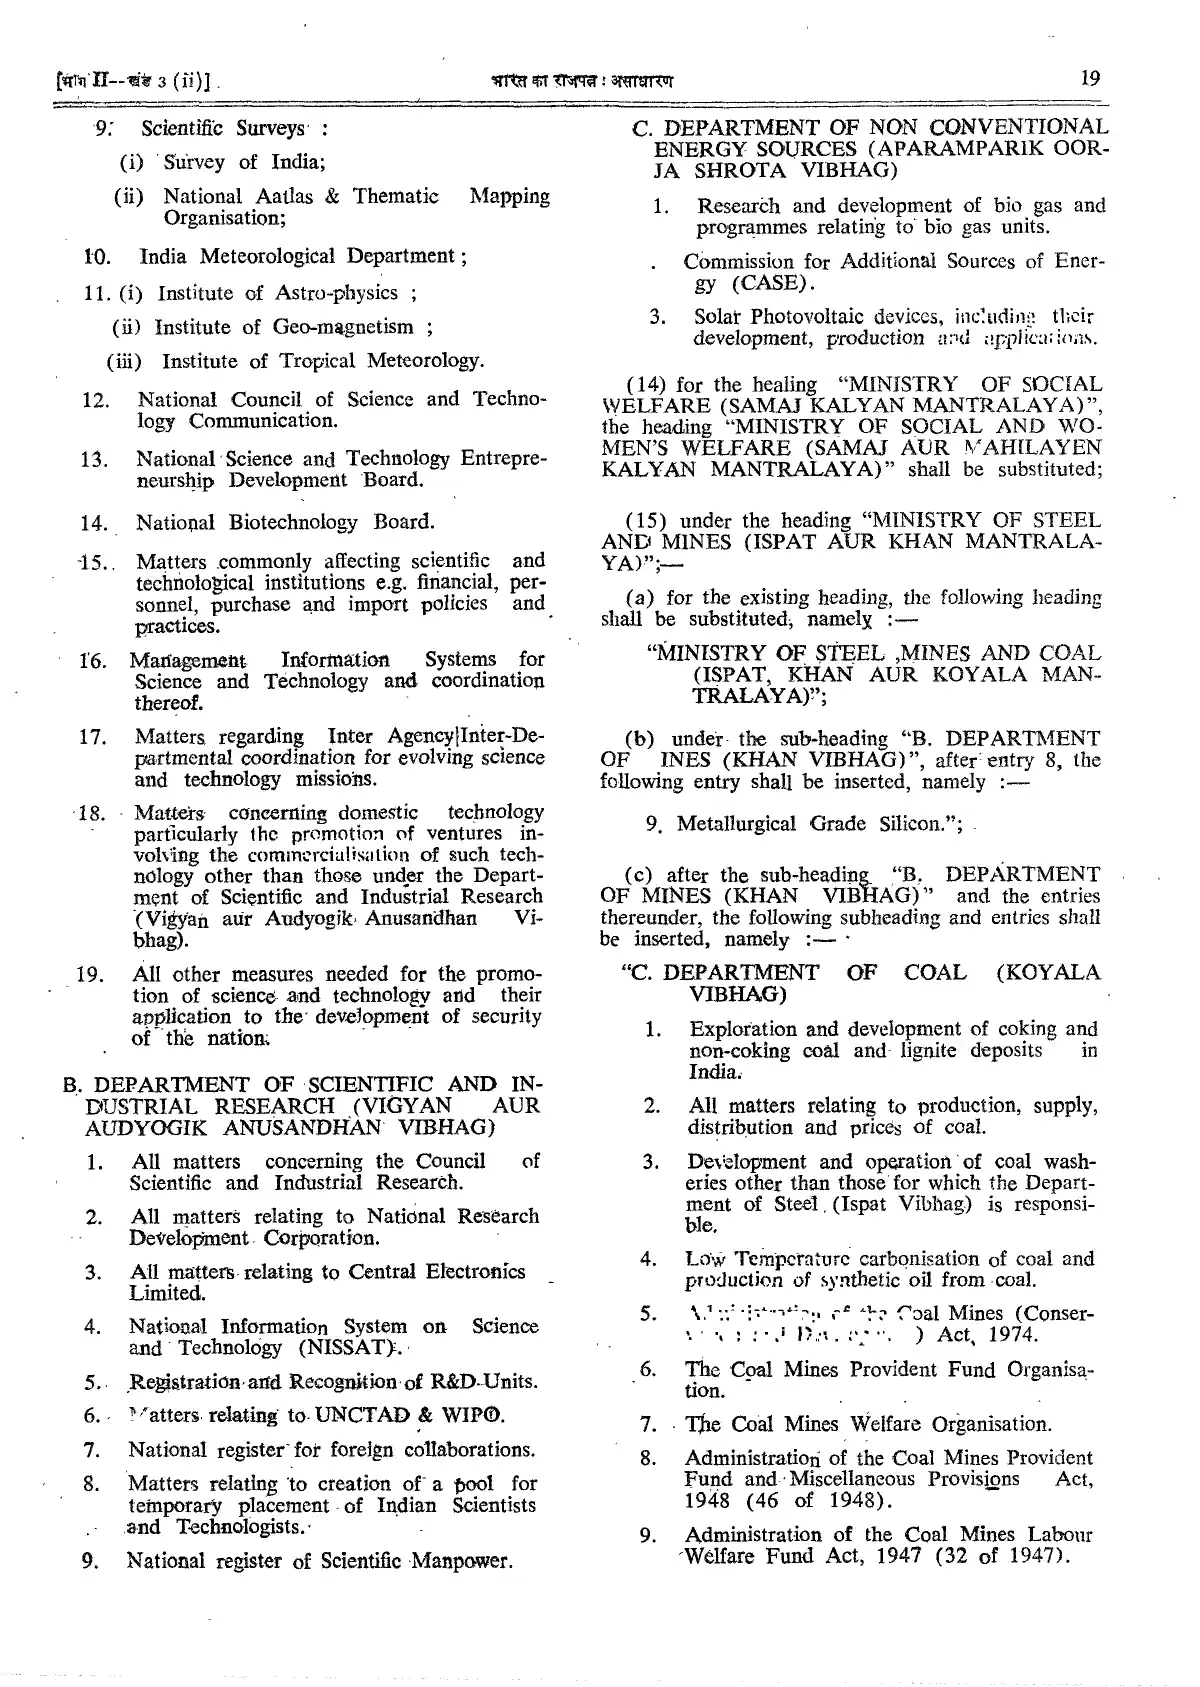 [भाग II--खंड 3 (ii)]
भारत का राजपत्र : असाधारण
19
9. Scientific Surveys :
(i) Survey of India;
(ii) National Aatlas & Thematic Mapping
Organisation;
10. India Meteorological Department ;
11. (i) Institute of Astro-physics ;
(ii) Institute of Geo-magnetism ;
(iii) Institute of Tropical Meteorology.
12. National Council of Science and Techno-
logy Communication.
13. National Science and Technology Entrepre-
neurship Development Board.
14. National Biotechnology Board.
15. Matters commonly affecting scientific and
technological institutions e.g. financial, per-
sonnel, purchase and import policies and
practices.
16. Management Information Systems for
Science and Technology and coordination
thereof.
17. Matters regarding Inter Agency|Inter-De-
partmental coordination for evolving science
and technology missions.
18. Matters concerning domestic technology
particularly the promotion of ventures in-
volving the commercialisation of such tech-
nology other than those under the Depart-
ment of Scientific and Industrial Research
(Vigyan aur Audyogik Anusandhan Vi-
bhag).
19. All other measures needed for the promo-
tion of science and technology and their
application to the development of security
of the nation.
B. DEPARTMENT OF SCIENTIFIC AND IN-
DUSTRIAL RESEARCH (VIGYAN AUR
AUDYOGIK ANUSANDHAN VIBHAG)
1. All matters concerning the Council of
Scientific and Industrial Research.
2. All matters relating to National Research
Development Corporation.
3. All matters relating to Central Electronics
Limited.
4. National Information System on Science
and Technology (NISSAT).
5. Registration and Recognition of R&D Units.
6. Matters relating to UNCTAD & WIPO.
7. National register for foreign collaborations.
8. Matters relating to creation of a pool for
temporary placement of Indian Scientists
and Technologists.
9. National register of Scientific Manpower.
C. DEPARTMENT OF NON CONVENTIONAL
ENERGY SOURCES (APARAMPARIK OOR-
JA SHROTA VIBHAG)
1. Research and development of bio gas and
programmes relating to bio gas units.
. Commission for Additional Sources of Ener-
gy (CASE).
3. Solar Photovoltaic devices, including their
development, production and applications.
(14) for the healing "MINISTRY OF SOCIAL
WELFARE (SAMAJ KALYAN MANTRALAYA)",
the heading "MINISTRY OF SOCIAL AND WO-
MEN'S WELFARE (SAMAJ AUR MAHILAYEN
KALYAN MANTRALAYA)" shall be substituted;
(15) under the heading "MINISTRY OF STEEL
AND MINES (ISPAT AUR KHAN MANTRALA-
YA)";—
(a) for the existing heading, the following heading
shall be substituted, namely :—
"MINISTRY OF STEEL ,MINES AND COAL
(ISPAT, KHAN AUR KOYALA MAN-
TRALAYA)";
(b) under the sub-heading "B. DEPARTMENT
OF INES (KHAN VIBHAG)", after entry 8, the
following entry shall be inserted, namely :—
9. Metallurgical Grade Silicon.";
(c) after the sub-heading "B. DEPARTMENT
OF MINES (KHAN VIBHAG)" and the entries
thereunder, the following subheading and entries shall
be inserted, namely :—
"C. DEPARTMENT OF COAL (KOYALA
VIBHAG)
1. Exploration and development of coking and
non-coking coal and lignite deposits in
India.
2. All matters relating to production, supply,
distribution and prices of coal.
3. Development and operation of coal wash-
eries other than those for which the Depart-
ment of Steel (Ispat Vibhag) is responsi-
ble.
4. Low Temperature carbonisation of coal and
production of synthetic oil from coal.
5. Coal Mines (Conser-
) Act, 1974.
6. The Coal Mines Provident Fund Organisa-
tion.
7. The Coal Mines Welfare Organisation.
8. Administration of the Coal Mines Provident
Fund and Miscellaneous Provisions Act,
1948 (46 of 1948).
9. Administration of the Coal Mines Labour
Welfare Fund Act, 1947 (32 of 1947).